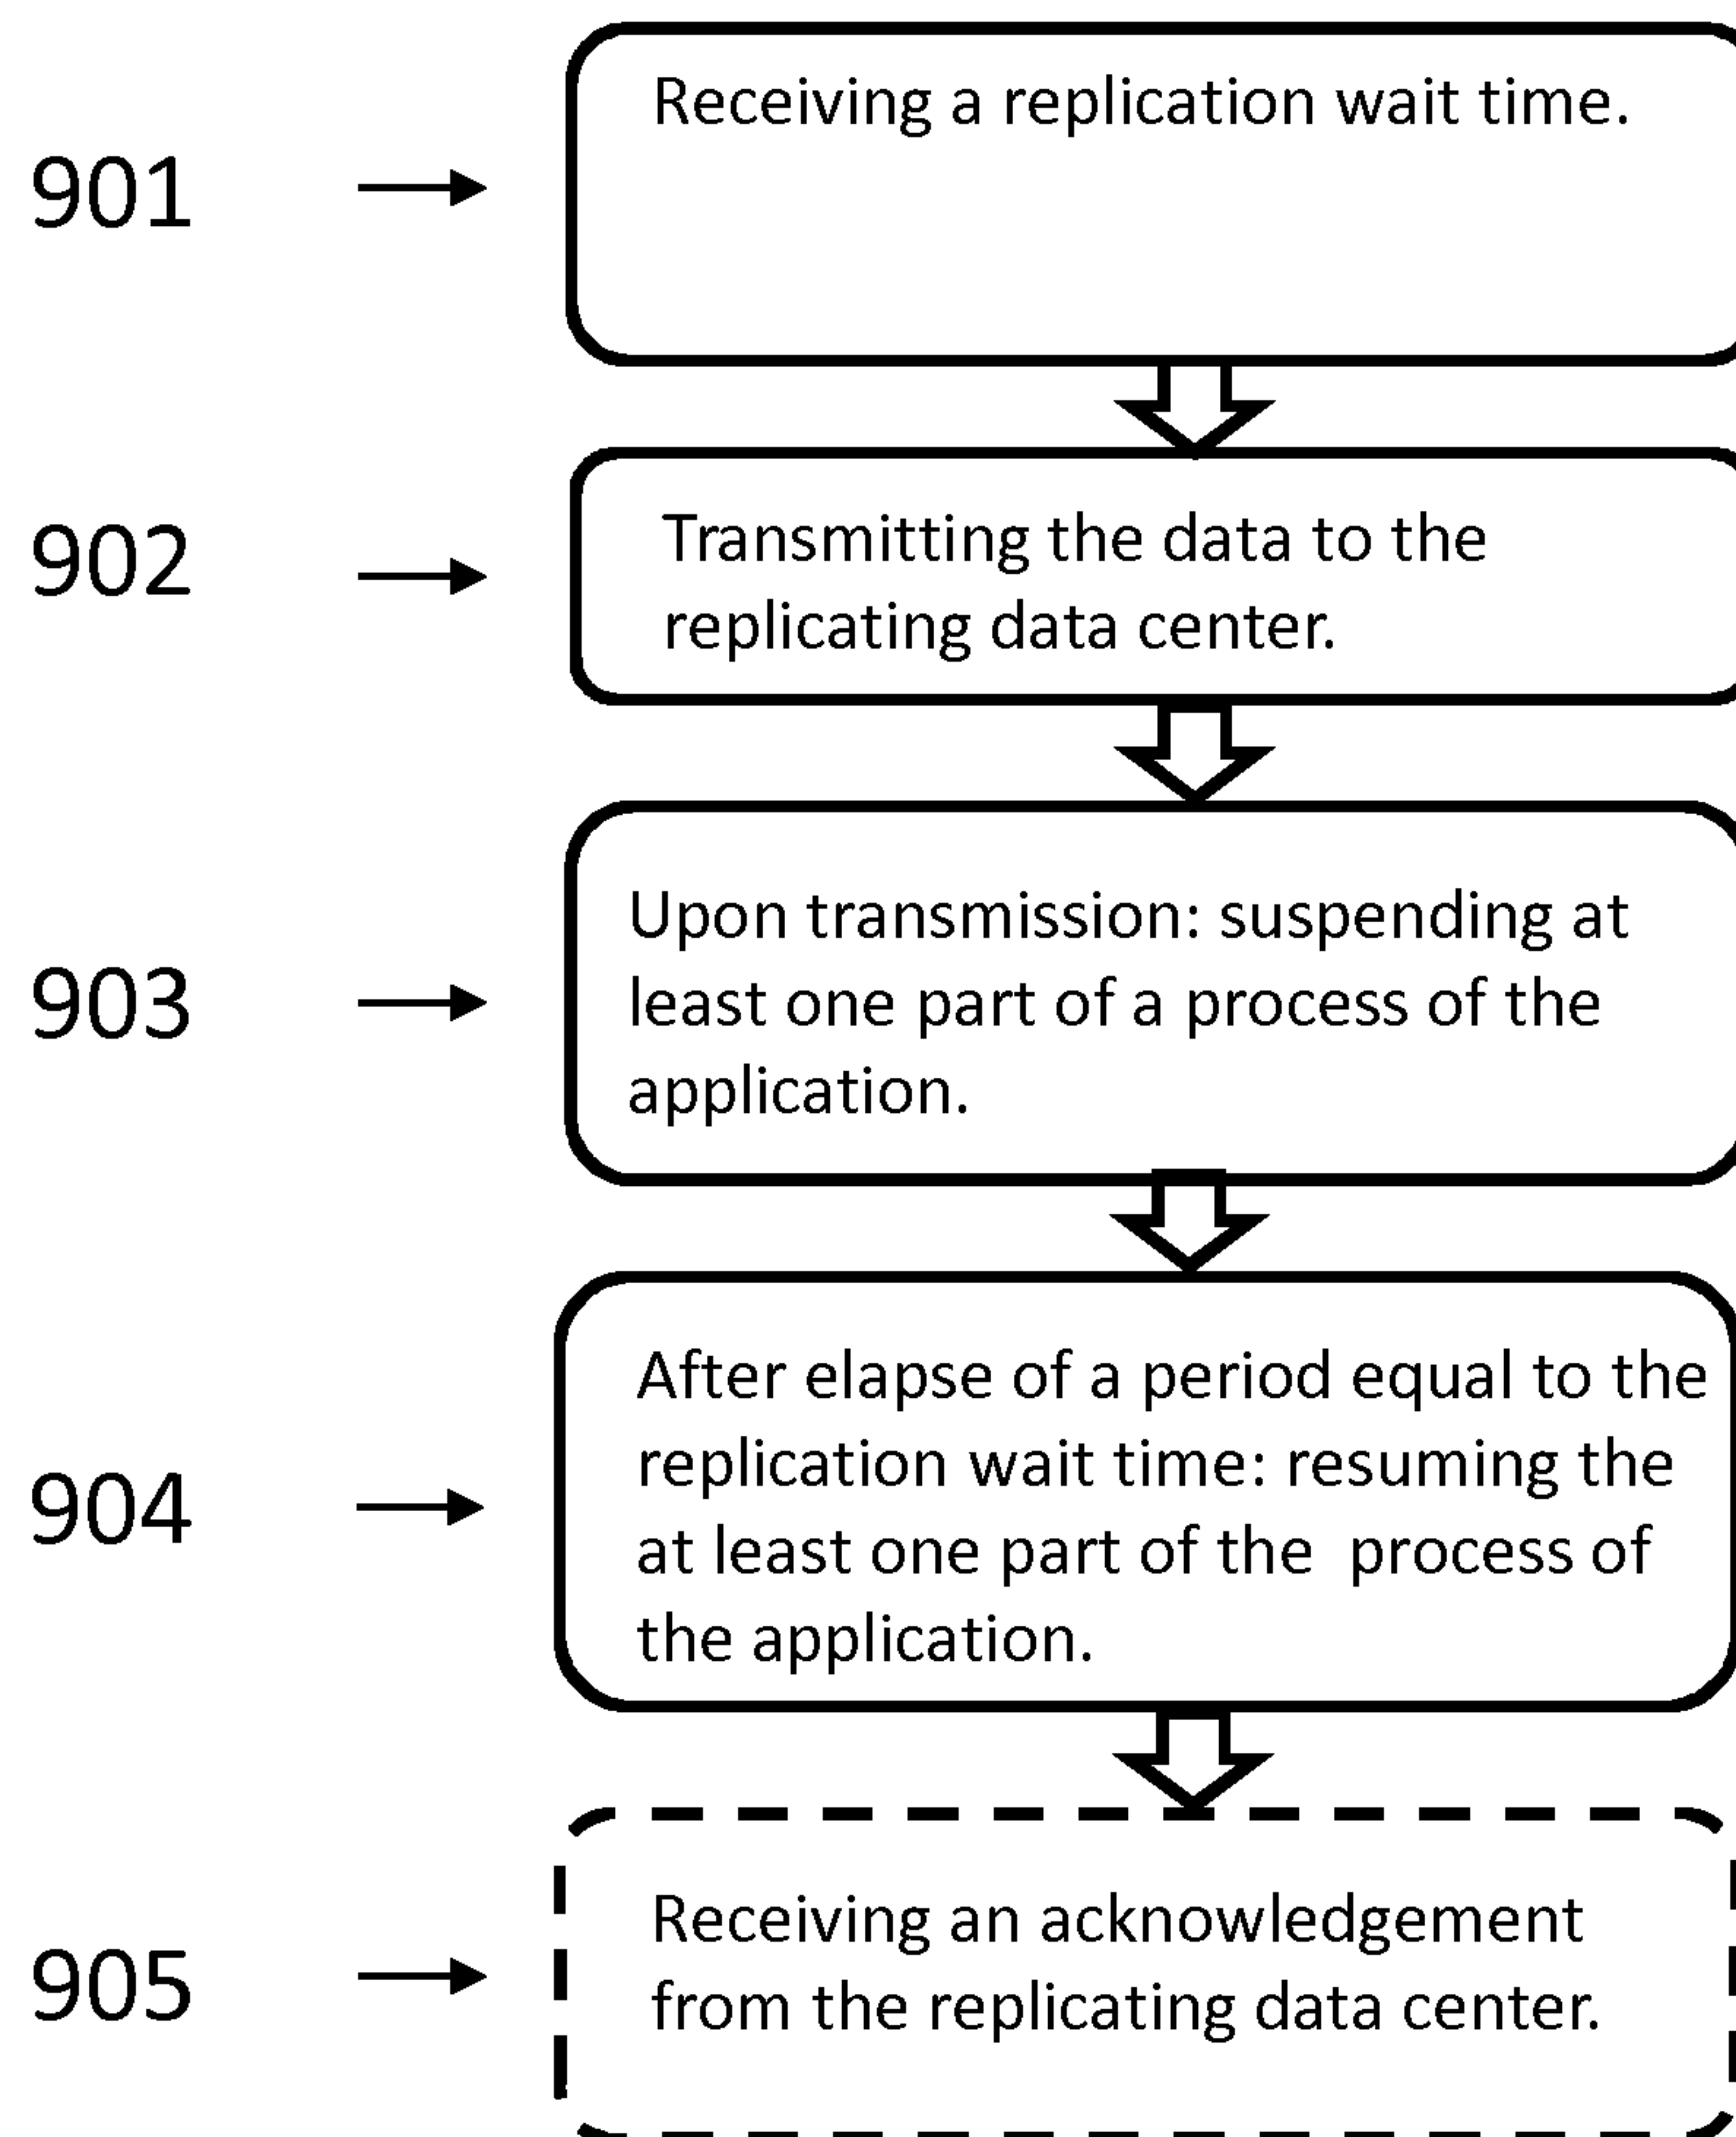 901
Receiving a replication wait time.
902
Transmitting the data to the
replicating data center.
903
Upon transmission: suspending at
least one part of a process of the
application.
904
After elapse of a period equal to the
replication wait time: resuming the
at least one part of the  process of
the application.
905
Receiving an acknowledgement
from the replicating data center.